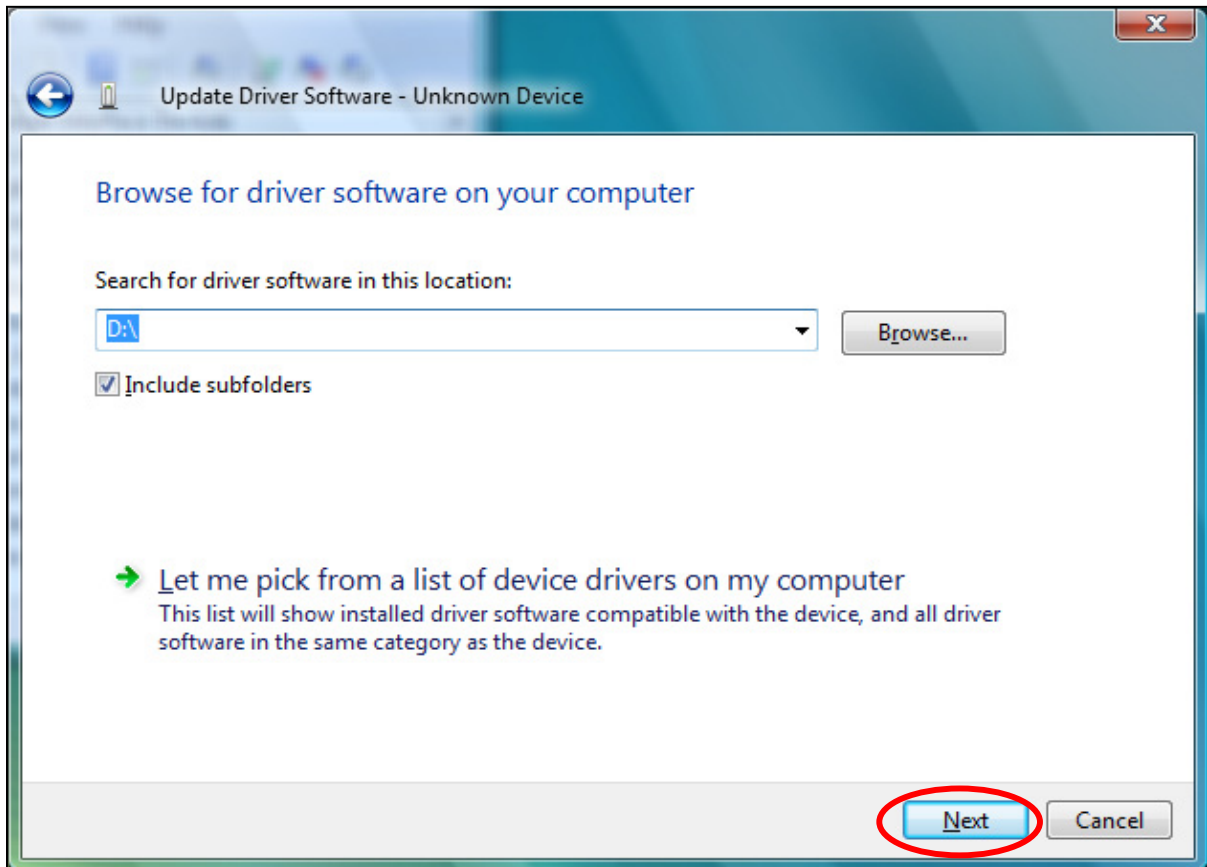 Help
X
Update Driver Software - Unknown Device
Browse for driver software on your computer
Search for driver software in this location:
D:\
Browse...
Include subfolders
Let me pick from a list of device drivers on my computer
This list will show installed driver software compatible with the device, and all driver
software in the same category as the device.
Next
Cancel